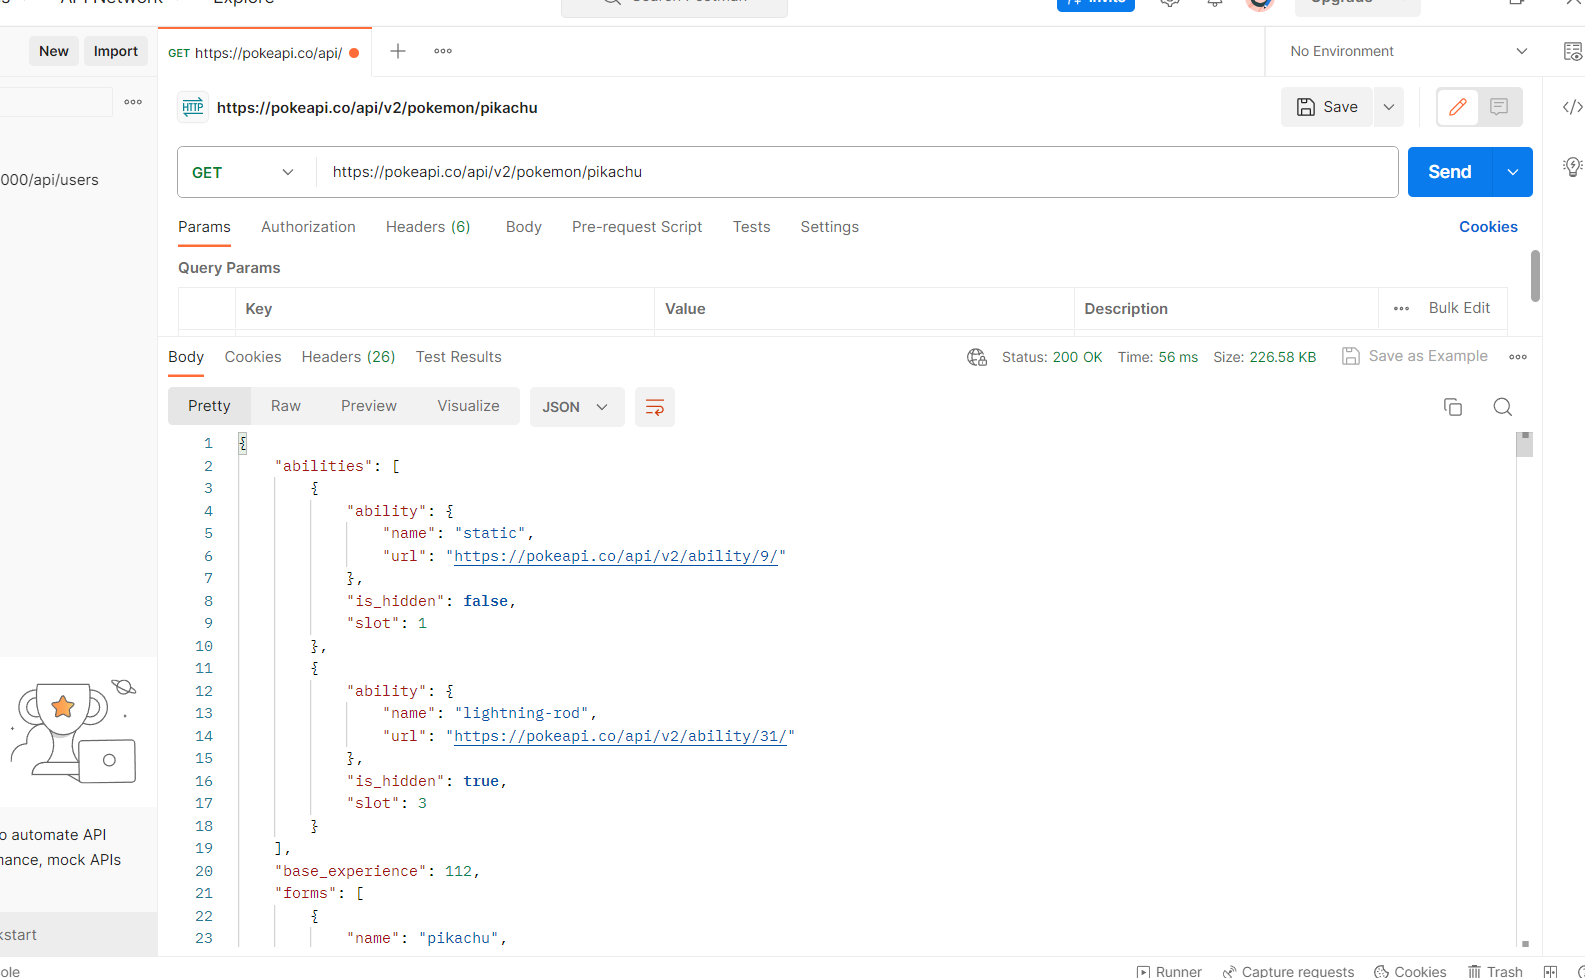 Explore
New
Import
GET https://pokeapi.co/api/
No Environment
HTTP
https://pokeapi.co/api/v2/pokemon/pikachu
Save
000/api/users
GET
https://pokeapi.co/api/v2/pokemon/pikachu
Send
Params
Authorization
Headers (6)
Body
Pre-request Script
Tests
Settings
Cookies
Query Params
Key
Value
Description
Bulk Edit
Body
Cookies
Headers (26)
Test Results
Status: 200 OK
Time: 56 ms
Size: 226.58 KB
Save as Example
Pretty
Raw
Preview
Visualize
JSON
1 {
2 "abilities": [
3 {
4 "ability": {
5 "name": "static",
6 "url": "https://pokeapi.co/api/v2/ability/9/"
7 },
8 "is_hidden": false,
9 "slot": 1
10 },
11 {
12 "ability": {
13 "name": "lightning-rod",
14 "url": "https://pokeapi.co/api/v2/ability/31/"
15 },
16 "is_hidden": true,
17 "slot": 3
18 }
19 ],
20 "base_experience": 112,
21 "forms": [
22 {
23 "name": "pikachu",
o automate API
mance, mock APIs
kstart
ole
Runner
Capture requests
Cookies
Trash